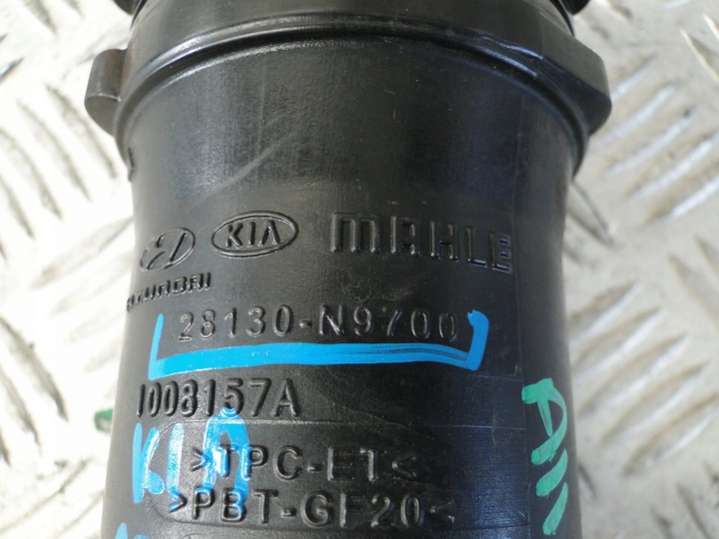 KIA MAHLE
HYUNDAI
28130-N9700
1008157A
KIA
>TPC-ET<
>PBT-GF20<